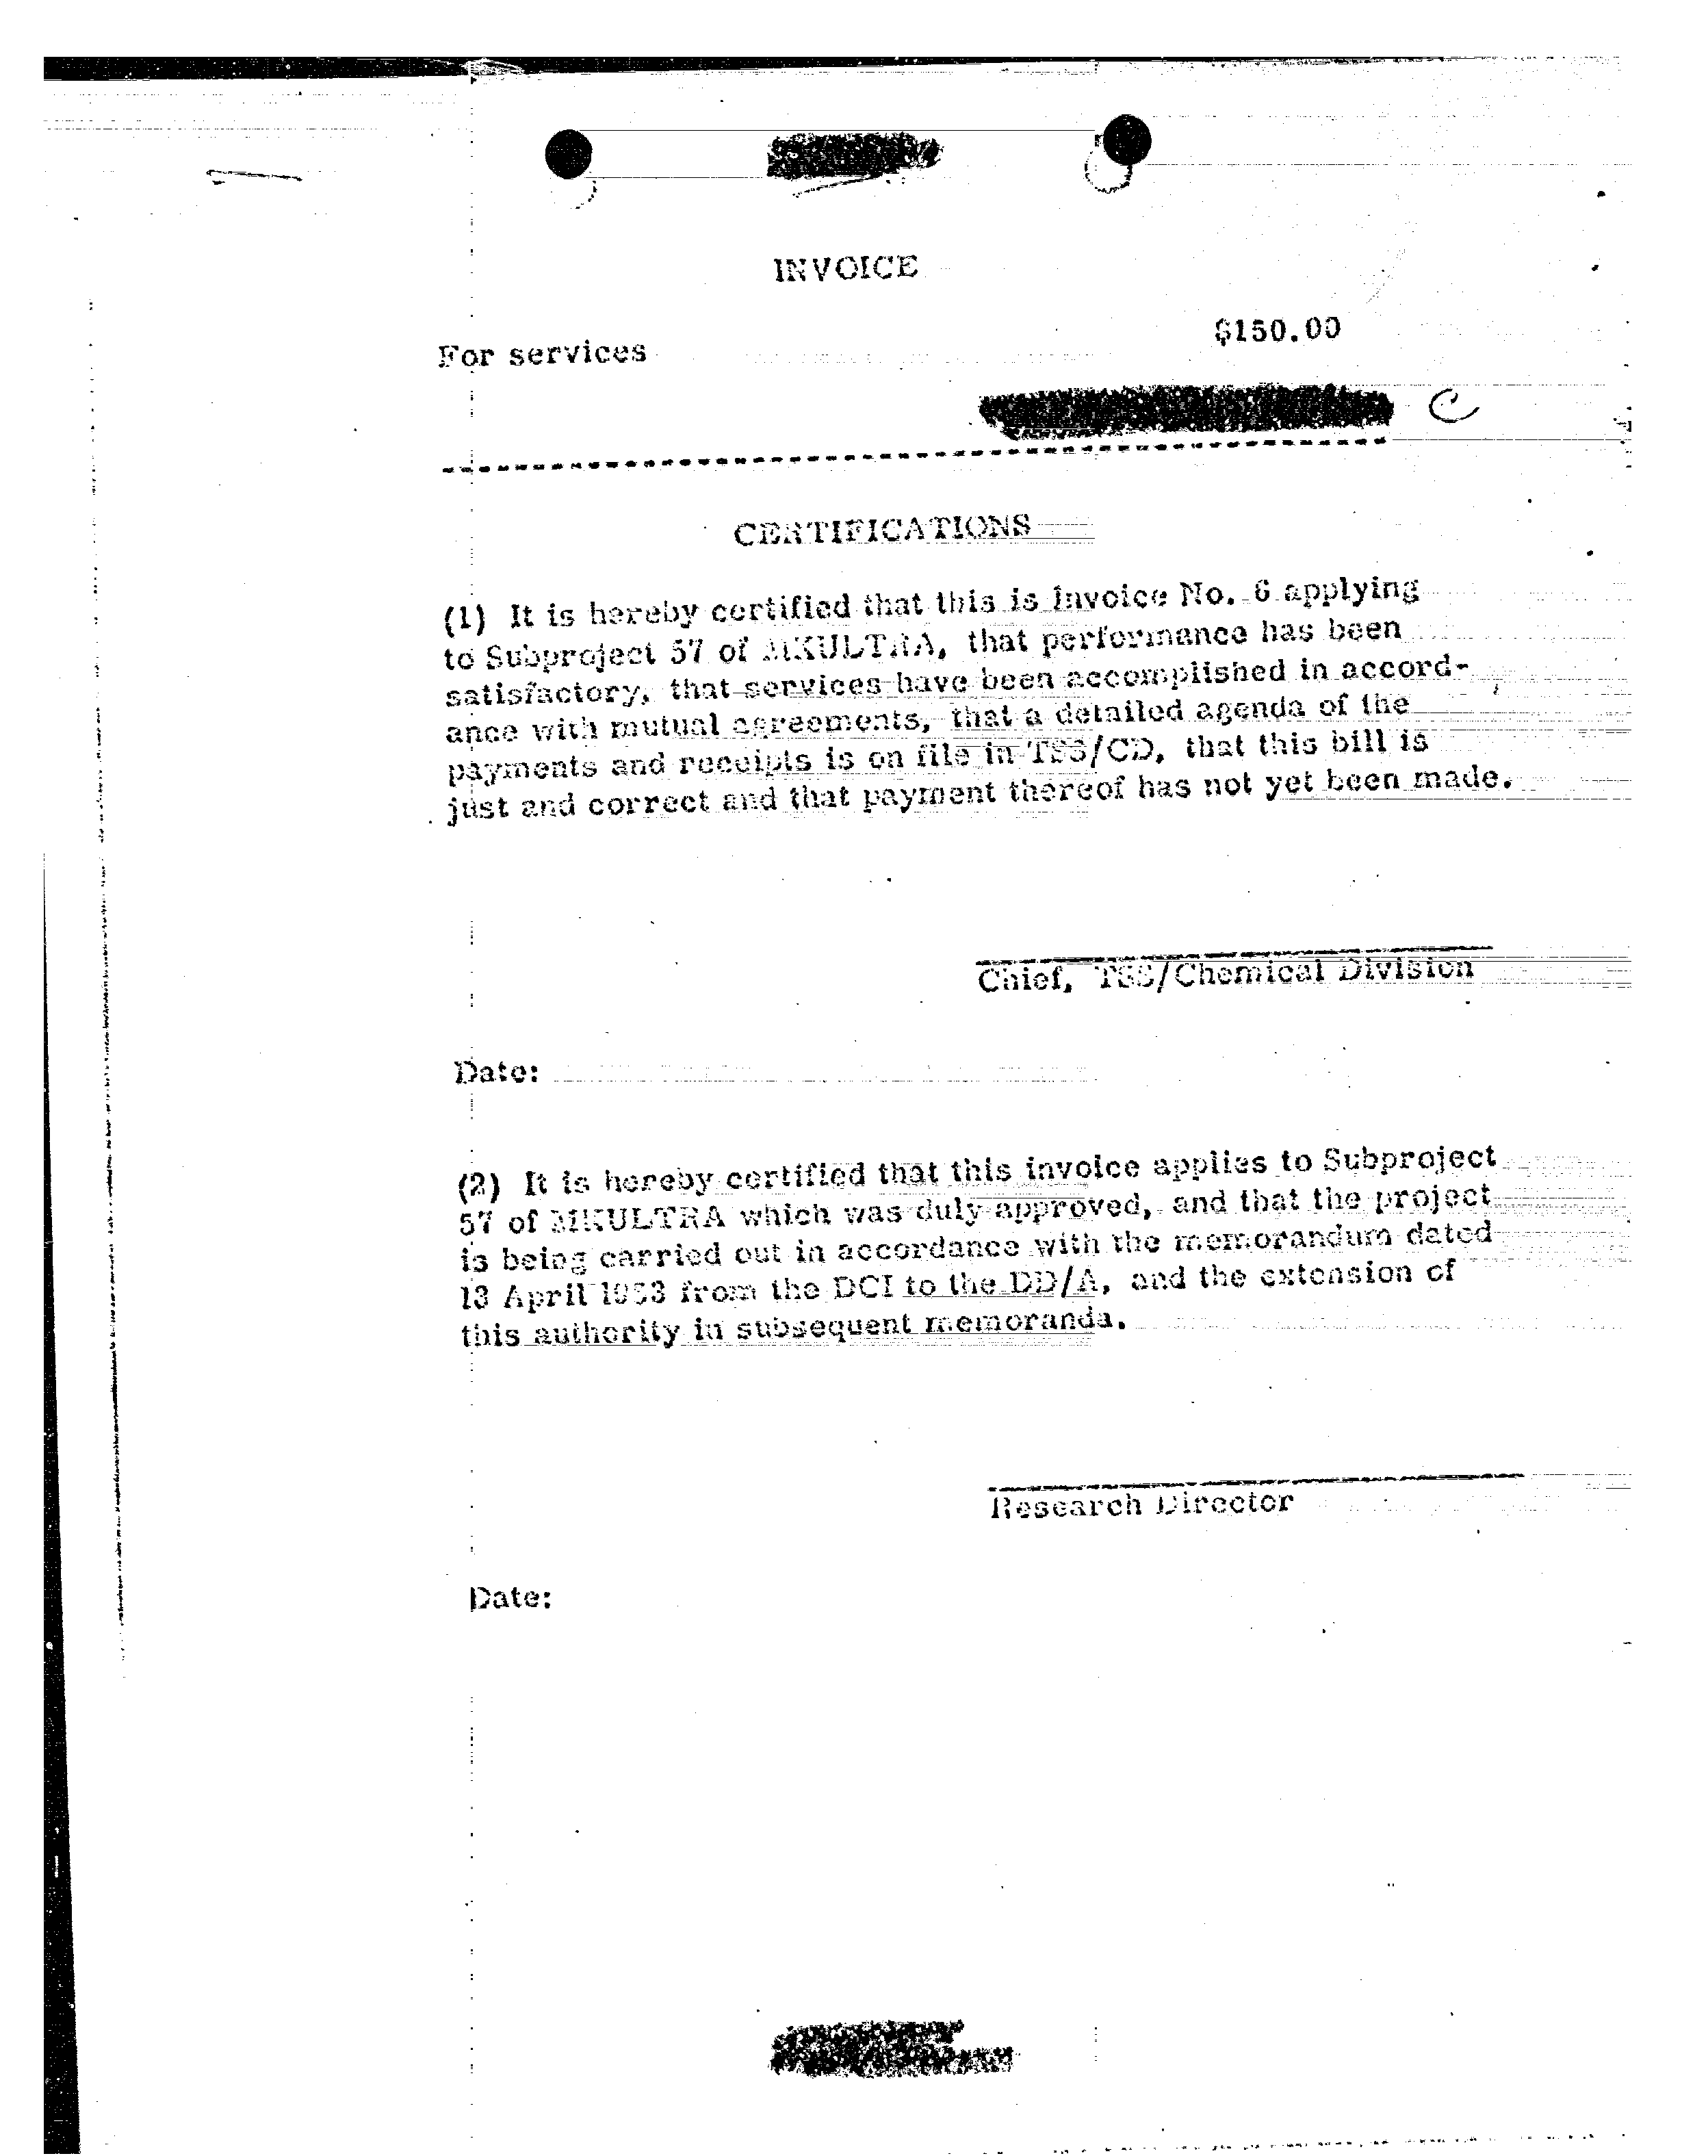 INVOICE
$150.00
For services
C
CERTIFICATIONS
(1) It is hereby certified that this is Invoice No. 6 applying
to Subproject 57 of MKULTRA, that performance has been
satisfactory, that services have been accomplished in accord-
ance with mutual agreements, that a detailed agenda of the
payments and receipts is on file in TSS/CD, that this bill is
just and correct and that payment thereof has not yet been made.
Chief, TSS/Chemical Division
Date:
(2) It is hereby certified that this invoice applies to Subproject
57 of MKULTRA which was duly approved, and that the project
is being carried out in accordance with the memorandum dated
13 April 1953 from the DCI to the DD/A, and the extension of
this authority in subsequent memoranda.
Research Director
Date: